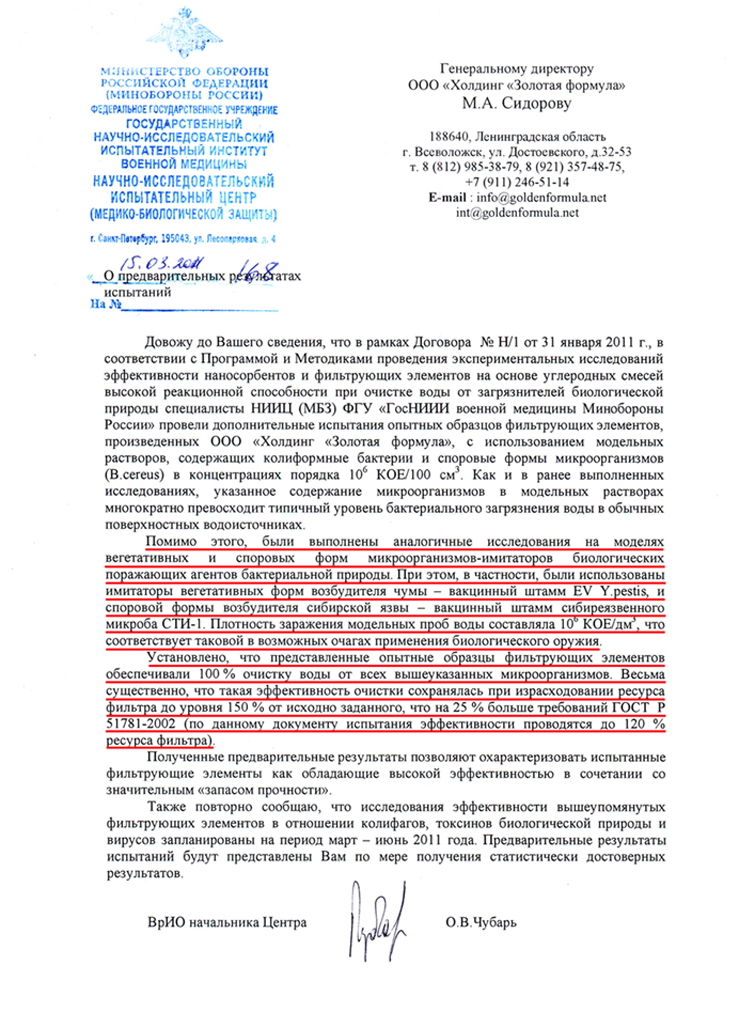 МИНИСТЕРСТВО ОБОРОНЫ
РОССИЙСКОЙ ФЕДЕРАЦИИ
(МИНОБОРОНЫ РОССИИ)
ФЕДЕРАЛЬНОЕ ГОСУДАРСТВЕННОЕ УЧРЕЖДЕНИЕ
ГОСУДАРСТВЕННЫЙ
НАУЧНО-ИССЛЕДОВАТЕЛЬСКИЙ
ИСПЫТАТЕЛЬНЫЙ ИНСТИТУТ
ВОЕННОЙ МЕДИЦИНЫ
НАУЧНО-ИССЛЕДОВАТЕЛЬСКИЙ
ИСПЫТАТЕЛЬНЫЙ ЦЕНТР
(МЕДИКО-БИОЛОГИЧЕСКОЙ ЗАЩИТЫ)
г. Санкт-Петербург, 195043, ул. Лесопарковая, д. 4
15.03.2011 168
О предварительных результатах
испытаний
На №
Генеральному директору
ООО «Холдинг «Золотая формула»
М.А. Сидорову
188640, Ленинградская область
г. Всеволожск, ул. Достоевского, д.32-53
т. 8 (812) 985-38-79, 8 (921) 357-48-75,
+7 (911) 246-51-14
E-mail : info@goldenformula.net
int@goldenformula.net
Довожу до Вашего сведения, что в рамках Договора № Н/1 от 31 января 2011 г., в
соответствии с Программой и Методиками проведения экспериментальных исследований
эффективности наносорбентов и фильтрующих элементов на основе углеродных смесей
высокой реакционной способности при очистке воды от загрязнителей биологической
природы специалисты НИИЦ (МБЗ) ФГУ «ГосНИИИ военной медицины Минобороны
России» провели дополнительные испытания опытных образцов фильтрующих элементов,
произведенных ООО «Холдинг «Золотая формула», с использованием модельных
растворов, содержащих колиформные бактерии и споровые формы микроорганизмов
(B.cereus) в концентрациях порядка 10⁶ КОЕ/100 см³. Как и в ранее выполненных
исследованиях, указанное содержание микроорганизмов в модельных растворах
многократно превосходит типичный уровень бактериального загрязнения воды в обычных
поверхностных водоисточниках.
Помимо этого, были выполнены аналогичные исследования на моделях
вегетативных и споровых форм микроорганизмов-имитаторов биологических
поражающих агентов бактериальной природы. При этом, в частности, были использованы
имитаторы вегетативных форм возбудителя чумы – вакцинный штамм EV Y.pestis, и
споровой формы возбудителя сибирской язвы – вакцинный штамм сибиреязвенного
микроба СТИ-1. Плотность заражения модельных проб воды составляла 10⁶ КОЕ/дм³, что
соответствует таковой в возможных очагах применения биологического оружия.
Установлено, что представленные опытные образцы фильтрующих элементов
обеспечивали 100 % очистку воды от всех вышеуказанных микроорганизмов. Весьма
существенно, что такая эффективность очистки сохранялась при израсходовании ресурса
фильтра до уровня 150 % от исходно заданного, что на 25 % больше требований ГОСТ Р
51781-2002 (по данному документу испытания эффективности проводятся до 120 %
ресурса фильтра).
Полученные предварительные результаты позволяют охарактеризовать испытанные
фильтрующие элементы как обладающие высокой эффективностью в сочетании со
значительным «запасом прочности».
Также повторно сообщаю, что исследования эффективности вышеупомянутых
фильтрующих элементов в отношении колифагов, токсинов биологической природы и
вирусов запланированы на период март – июнь 2011 года. Предварительные результаты
испытаний будут представлены Вам по мере получения статистически достоверных
результатов.
ВрИО начальника Центра О.В.Чубарь